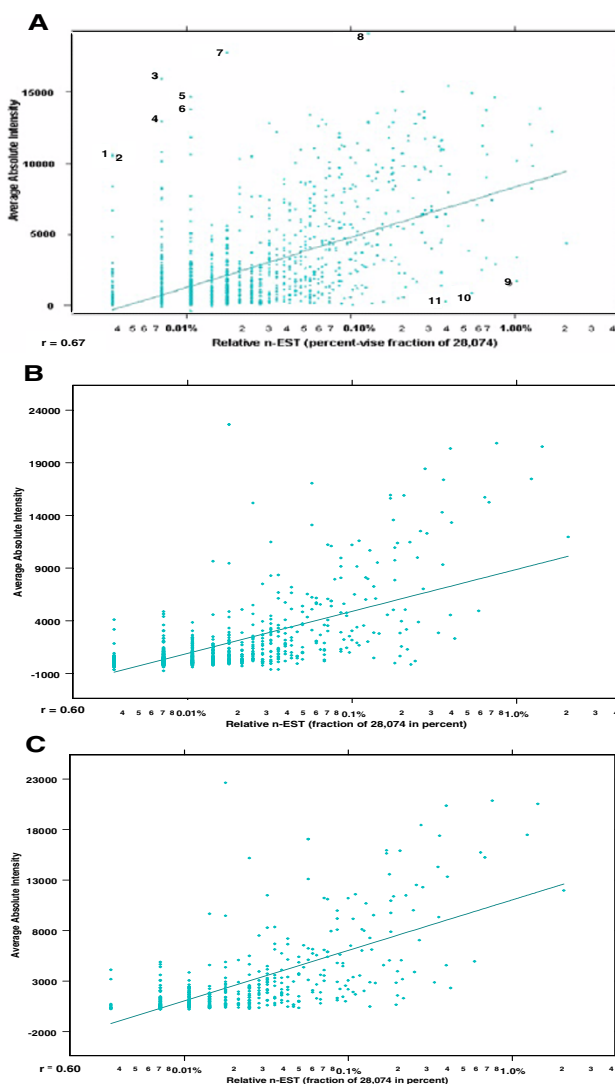 A
8
7
3
5
6
4
1 2
9
10
11
15000
10000
5000
0
Average Absolute Intensity
4 5 6 7 0.01% 2 3 4 5 6 7 0.10% 2 3 4 5 6 7 1.00% 2 3 4
r = 0.67
Relative n-EST (percent-vise fraction of 28,074)
B
24000
19000
14000
9000
4000
-1000
Average Absolute Intensity
4 5 6 7 8 0.01% 2 3 4 5 6 7 8 0.1% 2 3 4 5 6 7 8 1.0% 2 3 4
r = 0.60
Relative n-EST (fraction of 28,074 in percent)
C
23000
18000
13000
8000
3000
-2000
Average Absolute Intensity
4 5 6 7 8 0.01% 2 3 4 5 6 7 8 0.1% 2 3 4 5 6 7 8 1.0% 2 3 4
r = 0.60
Relative n-EST (fraction of 28,074 in percent)